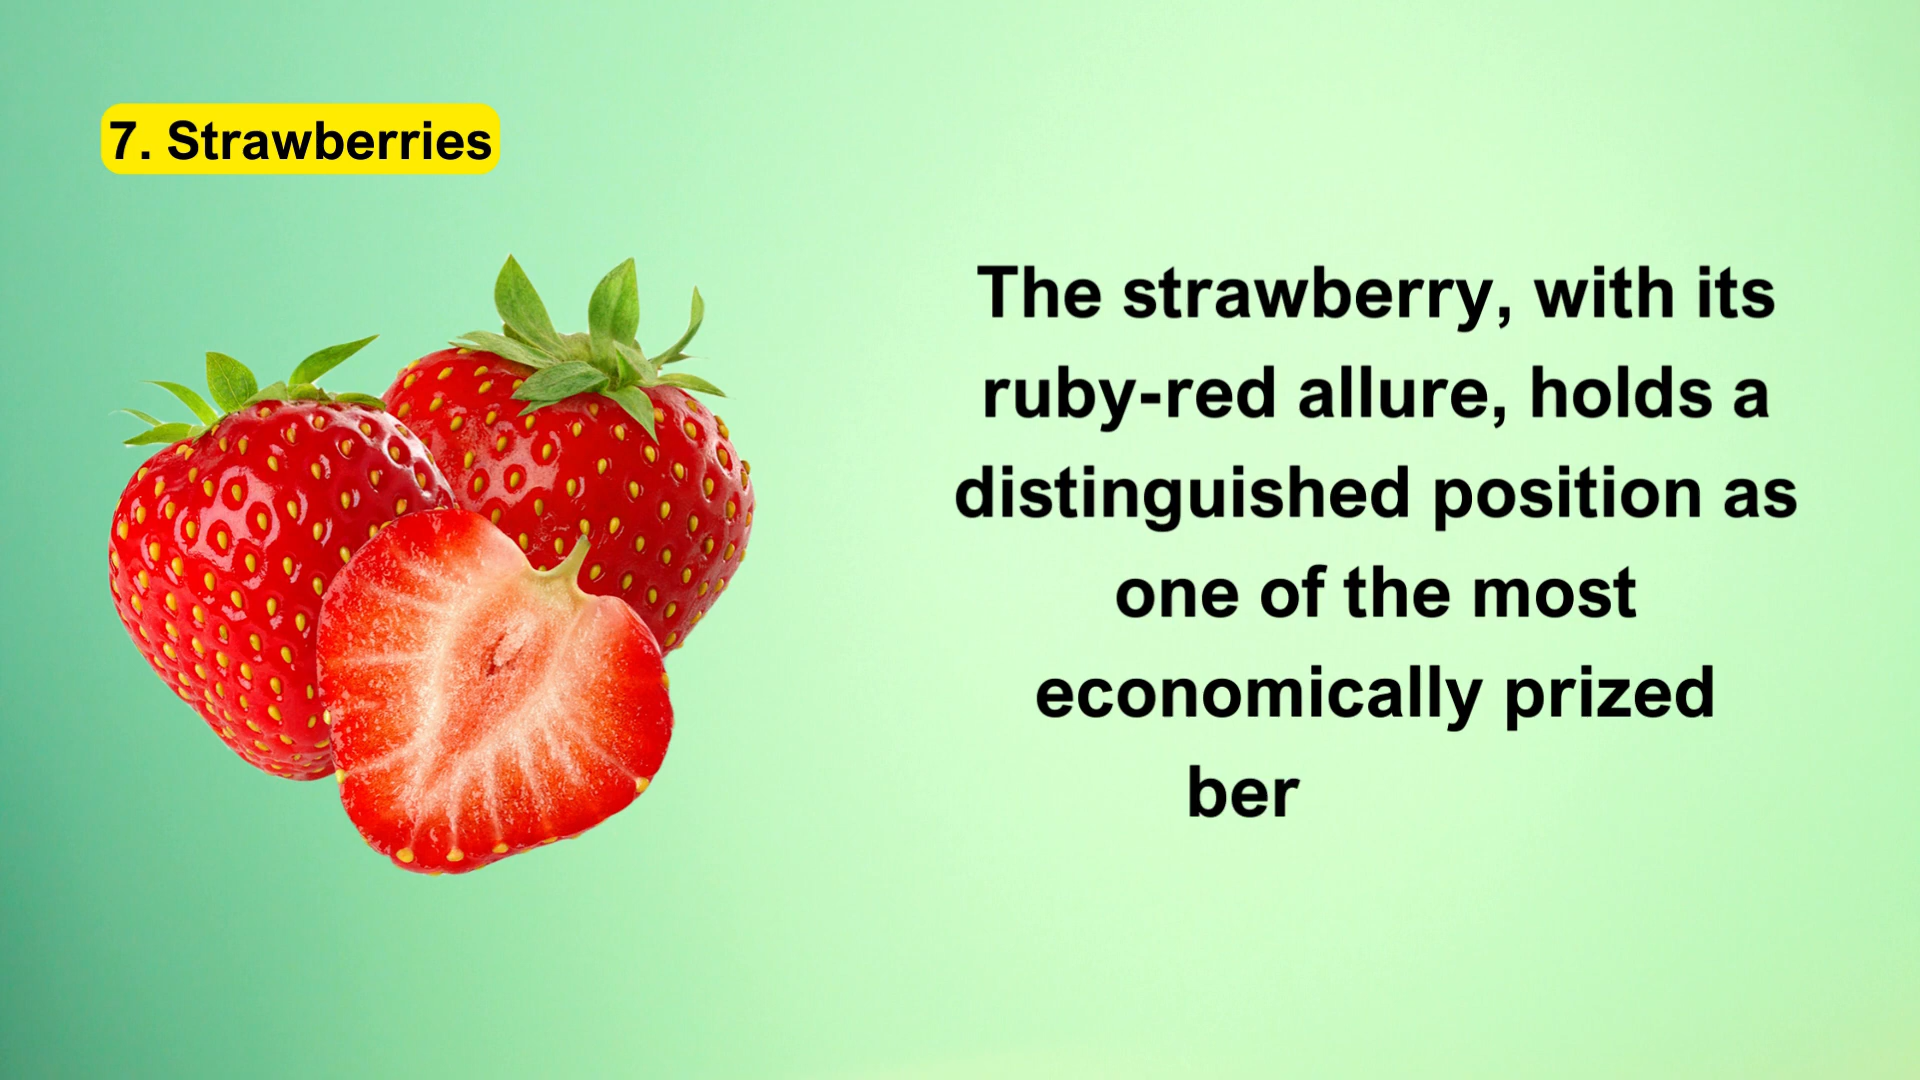 7. Strawberries
The strawberry, with its
ruby-red allure, holds a
distinguished position as
one of the most
economically prized
ber